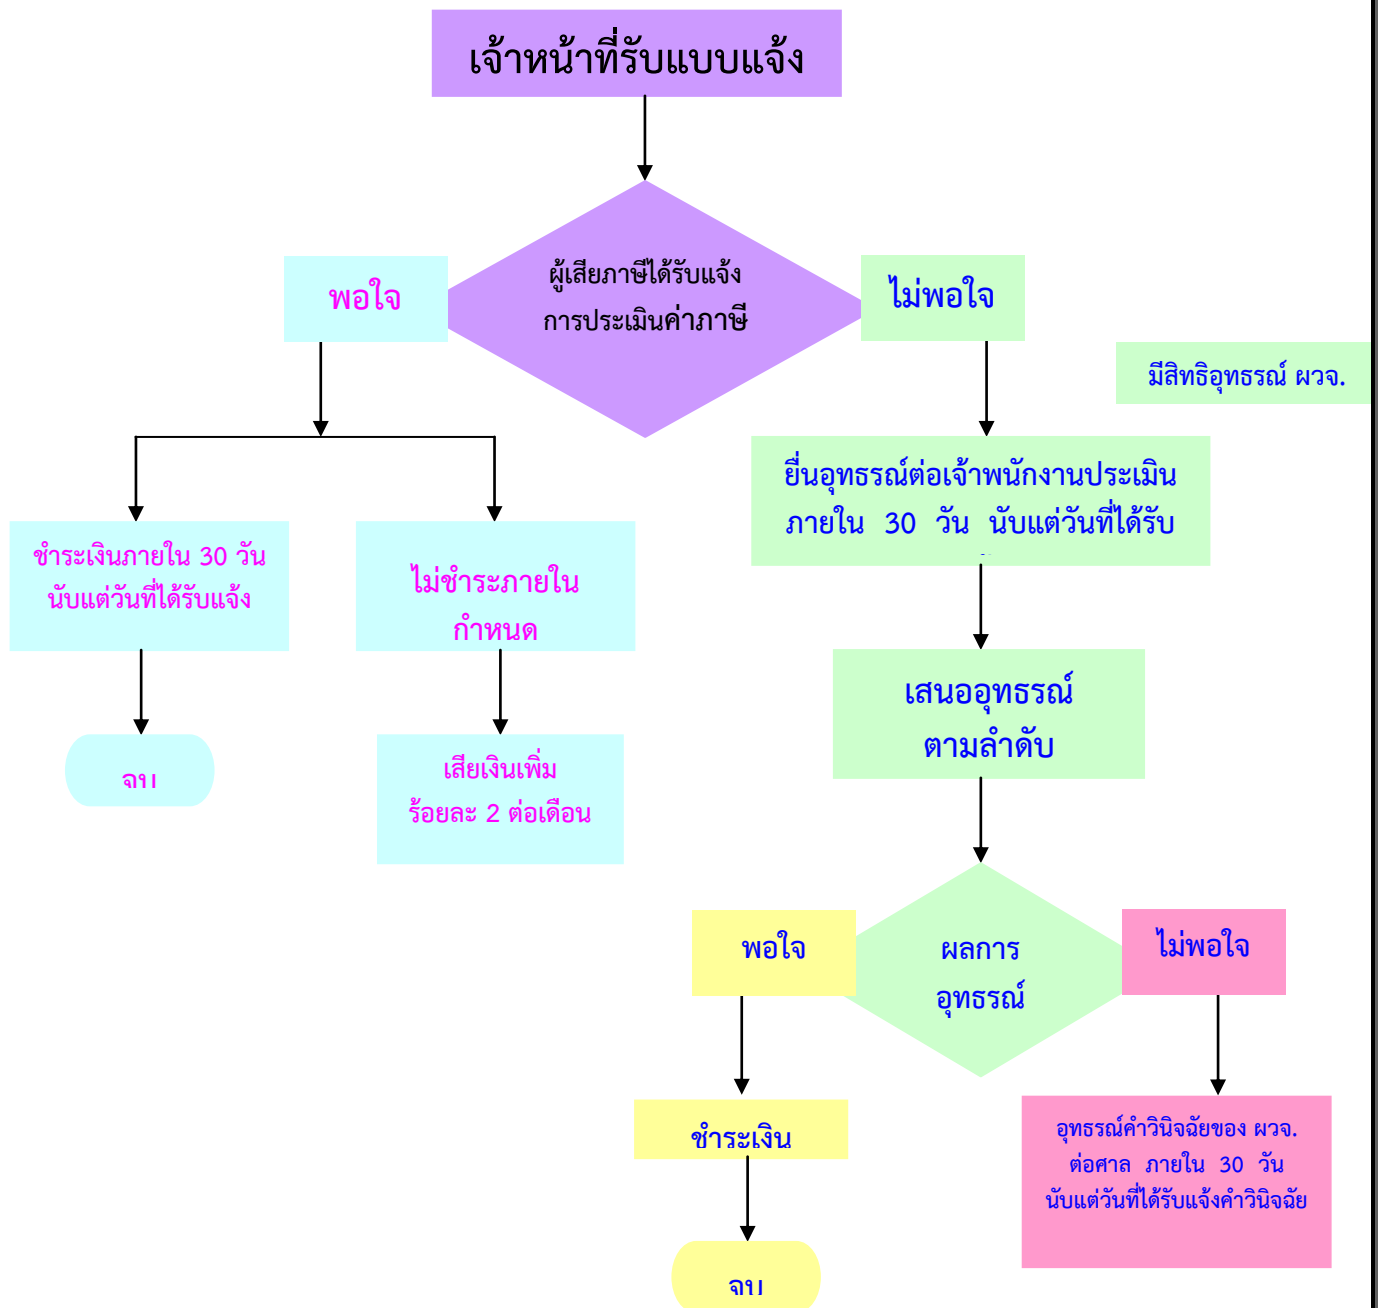 เจ้าหน้าที่รับแบบแจ้ง
ผู้เสียภาษีได้รับแจ้ง
การประเมินค่าภาษี
พอใจ
ไม่พอใจ
มีสิทธิอุทธรณ์ ผวจ.
ยื่นอุทธรณ์ต่อเจ้าพนักงานประเมิน
ภายใน 30 วัน นับแต่วันที่ได้รับ
ชำระเงินภายใน 30 วัน
นับแต่วันที่ได้รับแจ้ง
ไม่ชำระภายใน
กำหนด
เสนออุทธรณ์
ตามลำดับ
จบ
เสียเงินเพิ่ม
ร้อยละ 2 ต่อเดือน
พอใจ
ผลการ
อุทธรณ์
ไม่พอใจ
ชำระเงิน
อุทธรณ์คำวินิจฉัยของ ผวจ.
ต่อศาล ภายใน 30 วัน
นับแต่วันที่ได้รับแจ้งคำวินิจฉัย
จบ